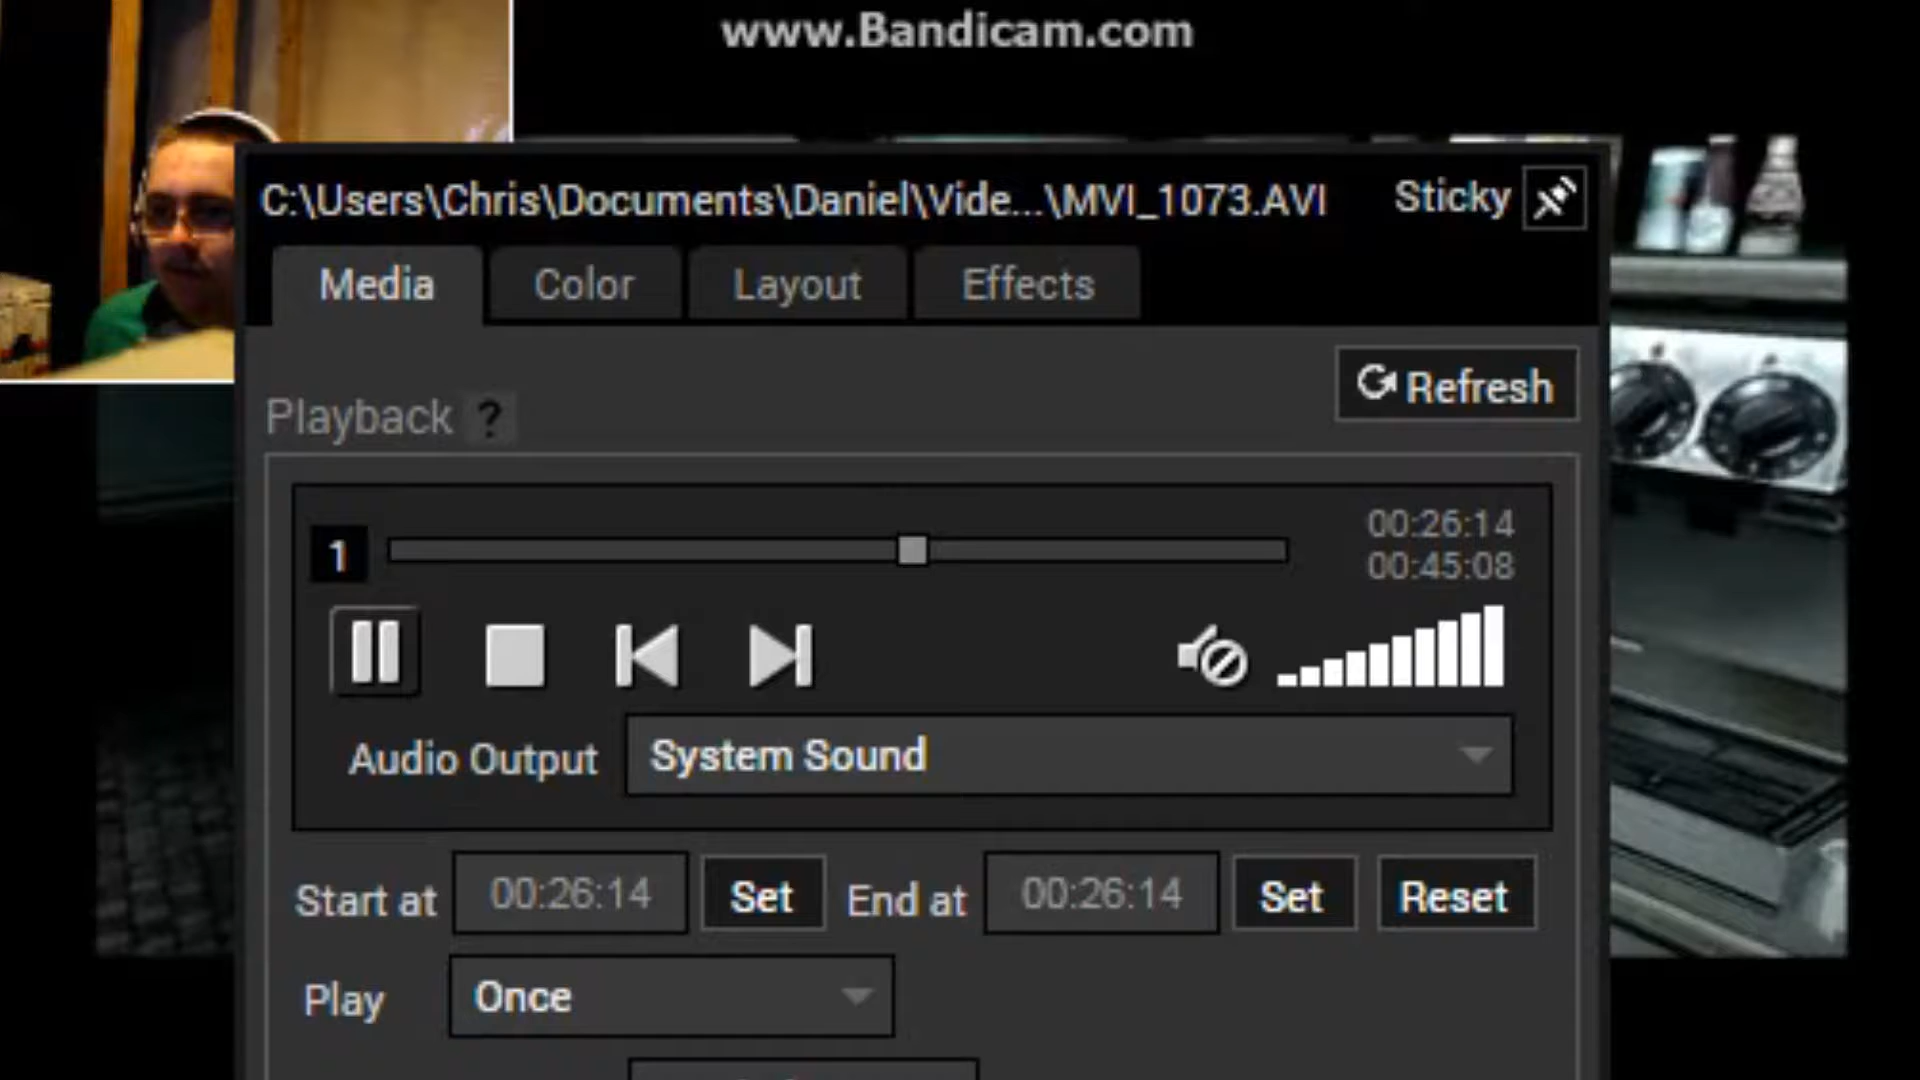 www.Bandicam.com
C:\Users\Chris\Documents\Daniel\Vide...\MVI_1073.AVI Sticky
Media Color Layout Effects
Refresh
Playback ?
1 00:26:14
00:45:08
Audio Output System Sound
Start at 00:26:14 Set End at 00:26:14 Set Reset
Play Once